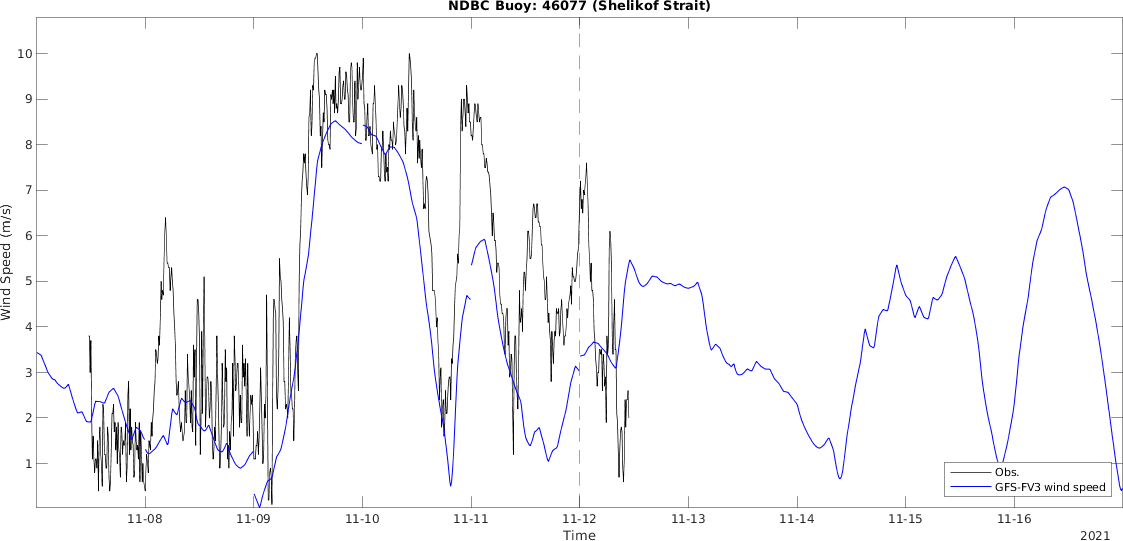 NDBC Buoy: 46077 (Shelikof Strait)
Wind Speed (m/s)
10
9
8
7
6
5
4
3
2
1
Obs.
GFS-FV3 wind speed
11-08 11-09 11-10 11-11 11-12 11-13 11-14 11-15 11-16
Time
2021